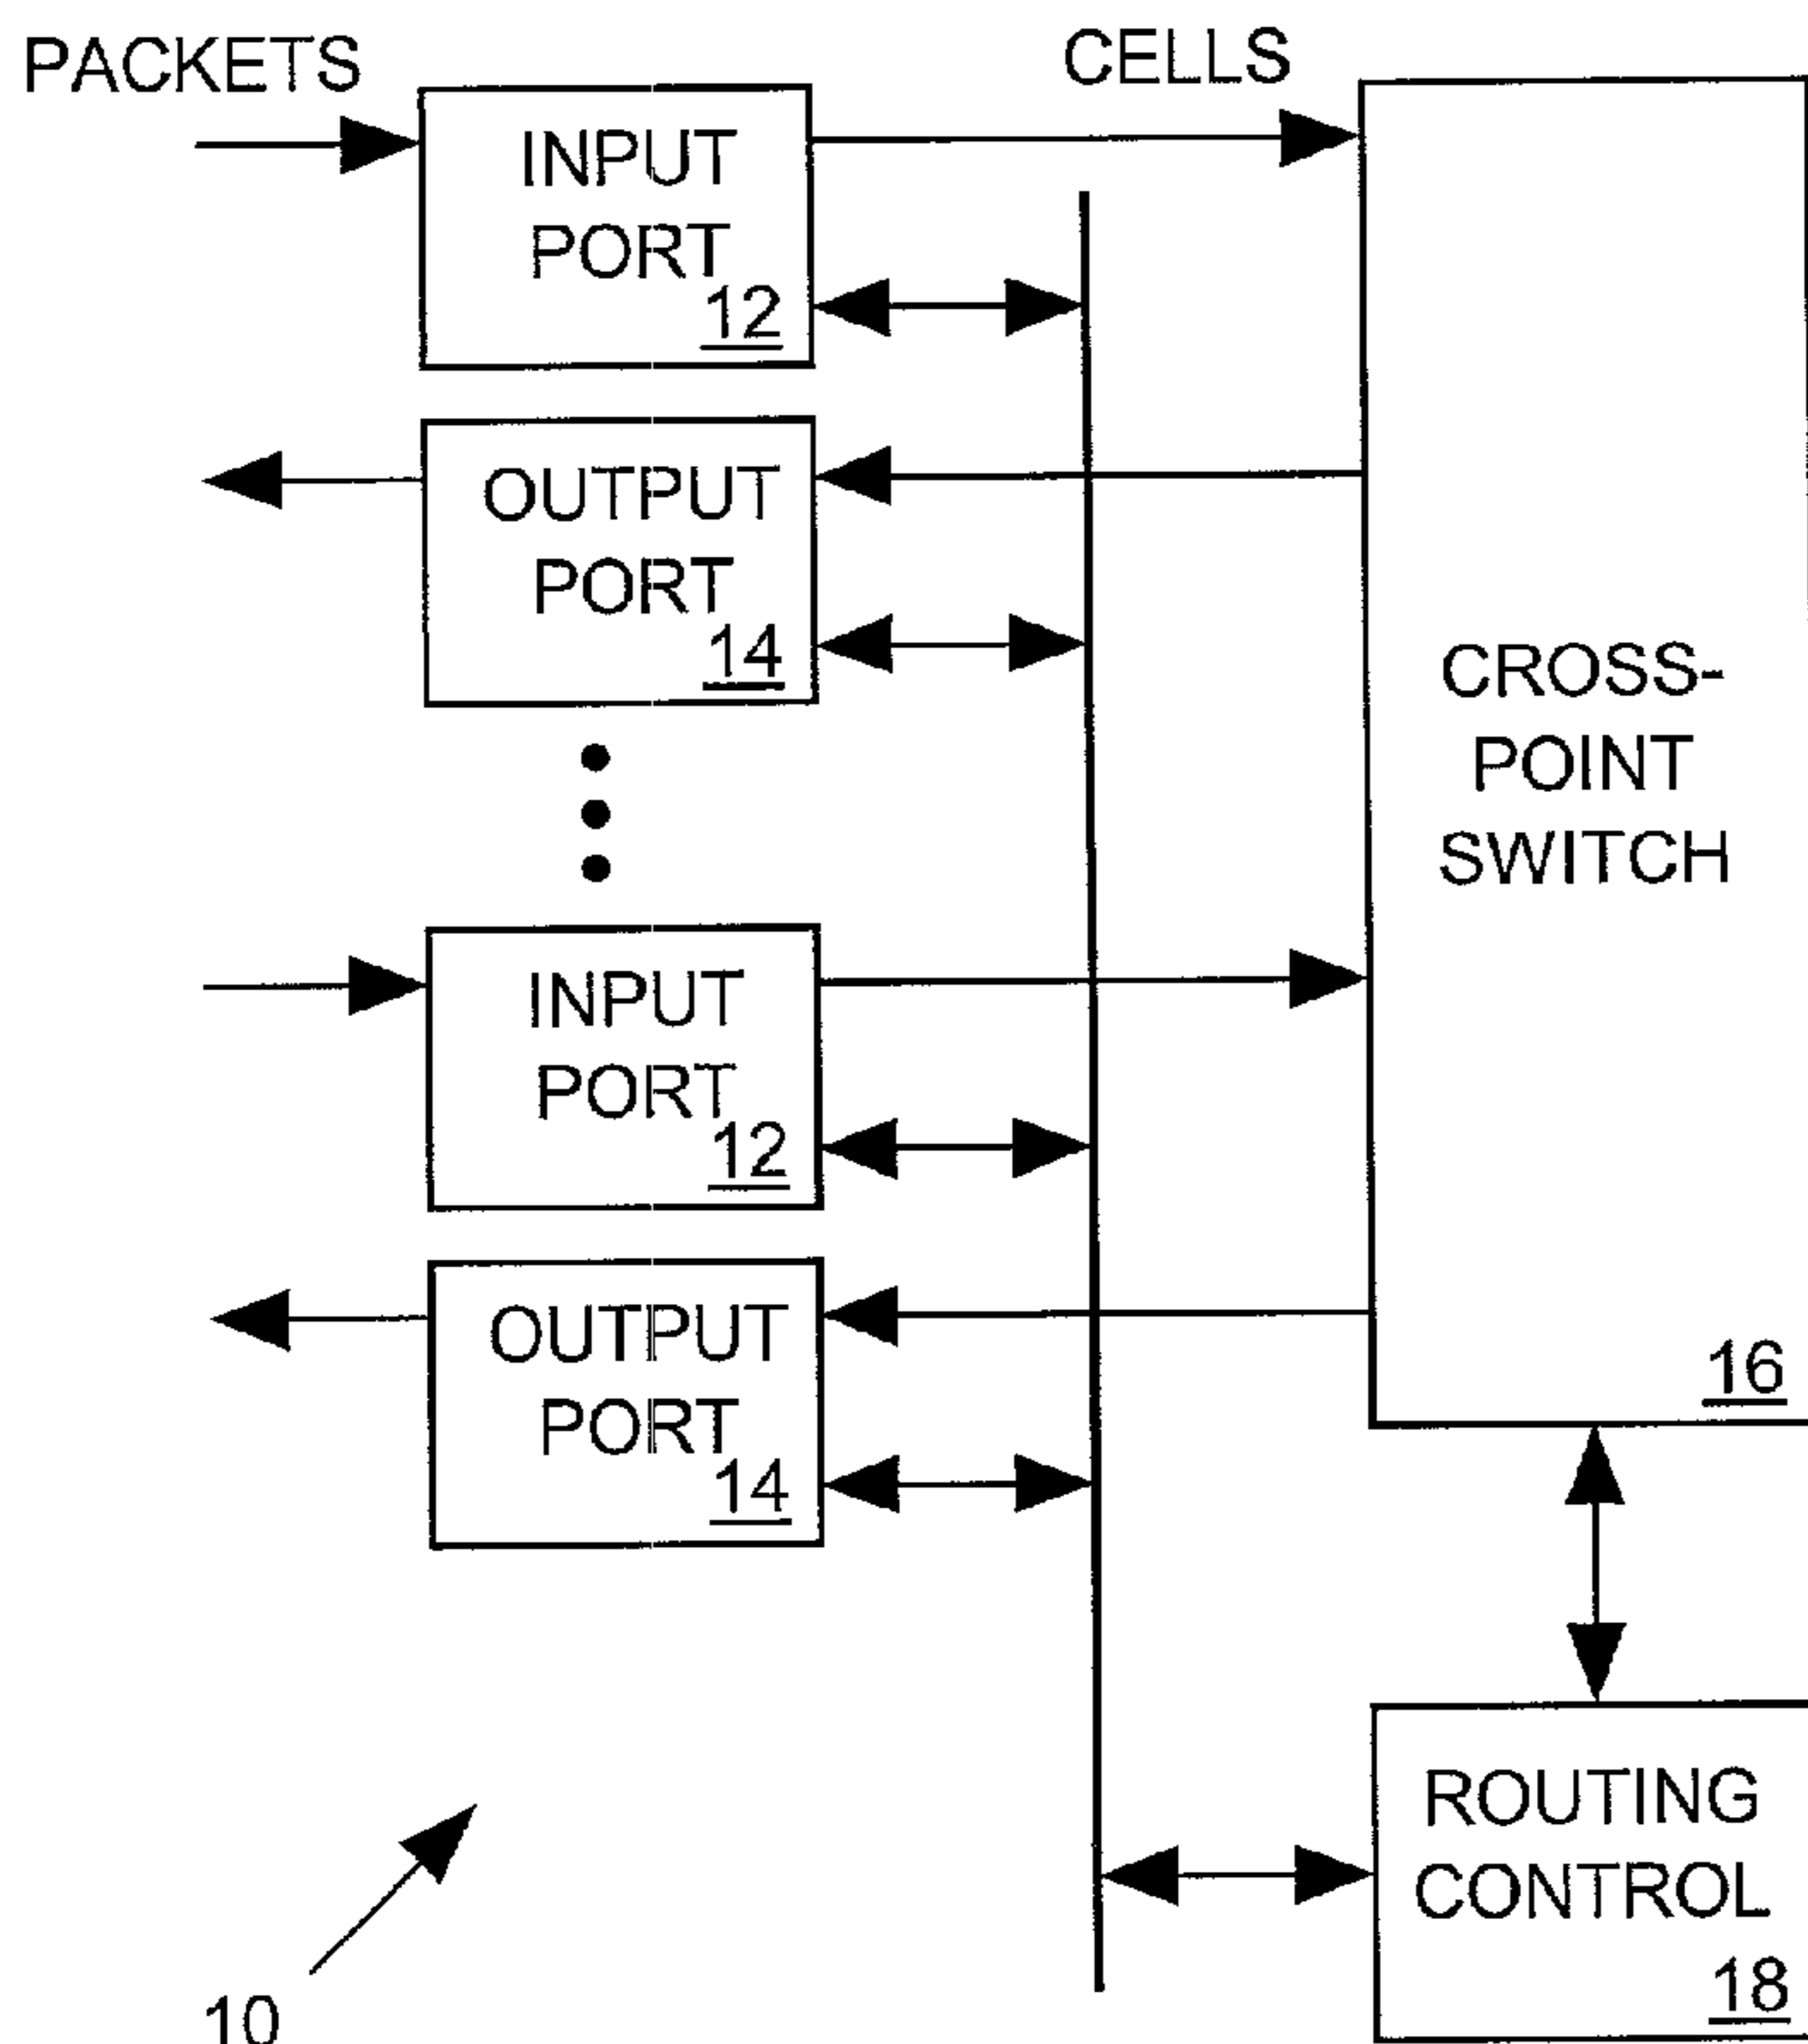 PACKETS
CELLS
INPUT
PORT
12
OUTPUT
PORT
14
CROSS-
POINT
SWITCH
INPUT
PORT
12
OUTPUT
PORT
14
16
ROUTING
CONTROL
18
10